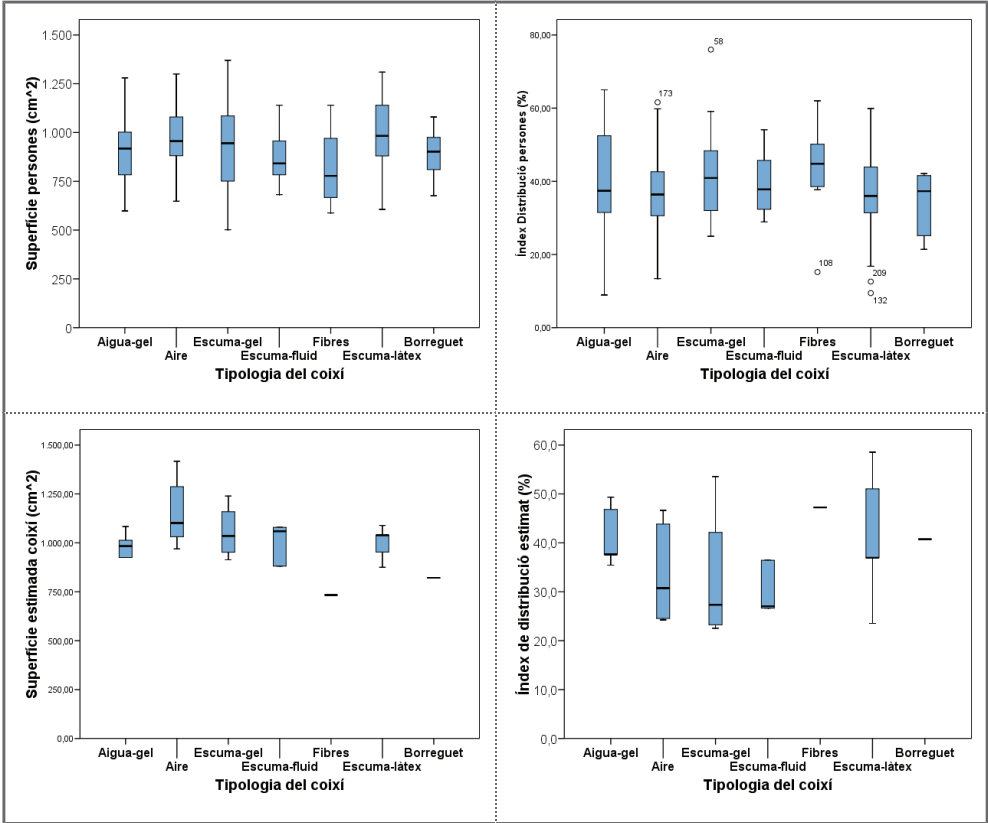 Superfície persones (cm^2)
1.500
1.250
1.000
750
500
250
0
Aigua-gel
Aire
Escuma-gel
Escuma-fluid
Fibres
Escuma-làtex
Borreguet
Tipologia del coixí
Índex Distribució persones (%)
80,00
60,00
40,00
20,00
0,00
173
58
108
209
132
Aigua-gel
Aire
Escuma-gel
Escuma-fluid
Fibres
Escuma-làtex
Borreguet
Tipologia del coixí
Superfície estimada coixí (cm^2)
1.500,00
1.250,00
1.000,00
750,00
500,00
250,00
0,00
Aigua-gel
Aire
Escuma-gel
Escuma-fluid
Fibres
Escuma-làtex
Borreguet
Tipologia del coixí
Índex de distribució estimat (%)
60,0
50,0
40,0
30,0
20,0
10,0
0,0
Aigua-gel
Aire
Escuma-gel
Escuma-fluid
Fibres
Escuma-làtex
Borreguet
Tipologia del coixí